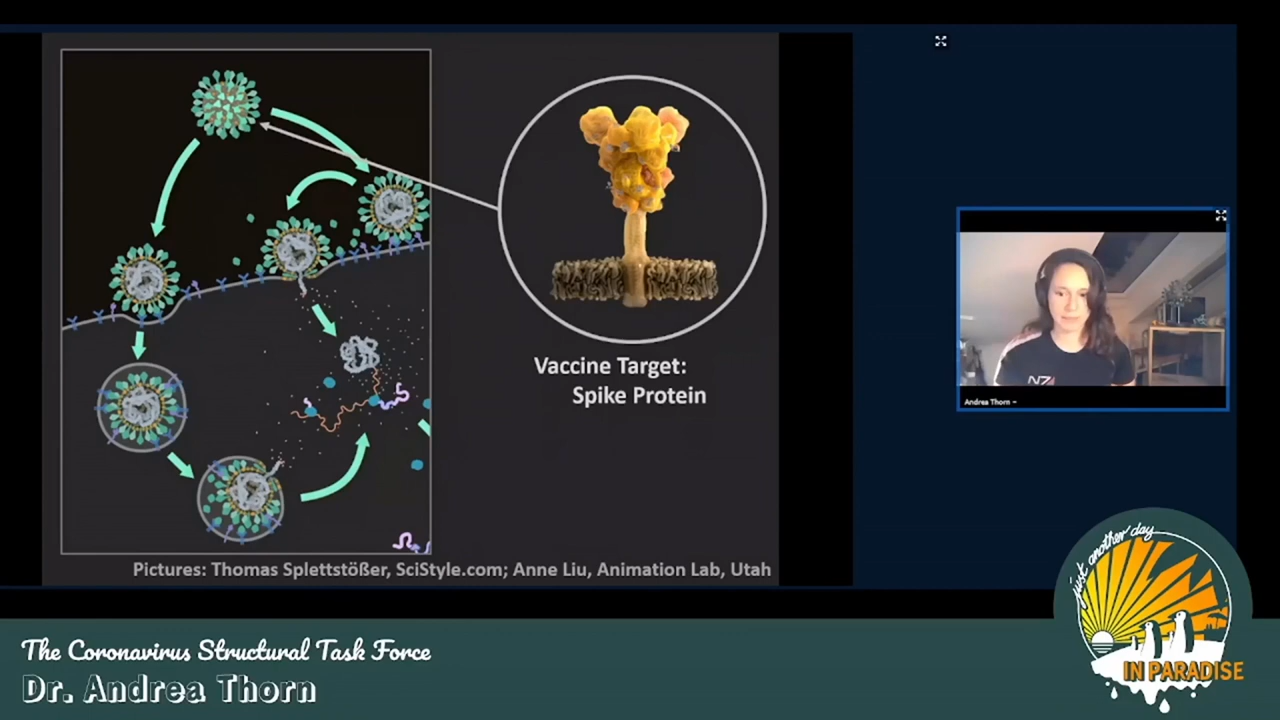 Vaccine Target:
Spike Protein
Pictures: Thomas Splettstößer, SciStyle.com; Anne Liu, Animation Lab, Utah
N7
Andrea Thorn
just another day
IN PARADISE
The Coronavirus Structural Task Force
Dr. Andrea Thorn